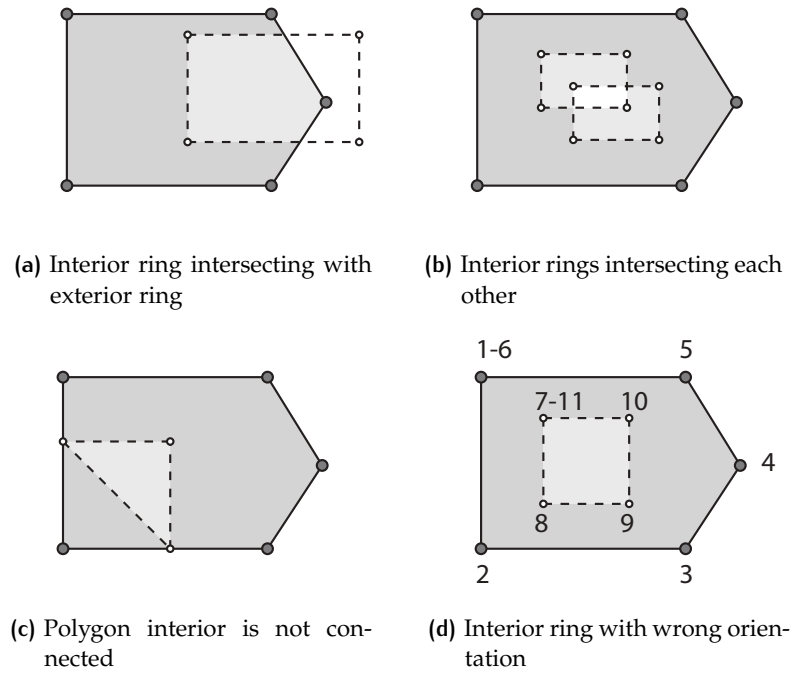 (a) Interior ring intersecting with
exterior ring
(b) Interior rings intersecting each
other
1-6
5
7-11
10
4
8
9
2
3
(c) Polygon interior is not con-
nected
(d) Interior ring with wrong orien-
tation